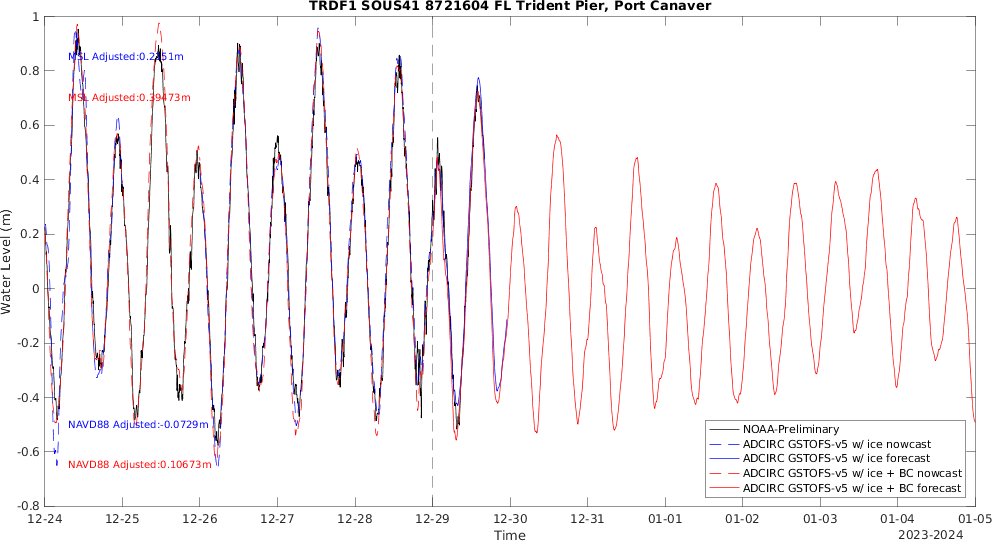 TRDF1 SOUS41 8721604 FL Trident Pier, Port Canaver
1
0.8
0.6
0.4
0.2
0
-0.2
-0.4
-0.6
-0.8
Water Level (m)
MSL Adjusted:0.2351m
MSL Adjusted:0.39473m
NAVD88 Adjusted:-0.0729m
NAVD88 Adjusted:0.10673m
NOAA-Preliminary
ADCIRC GSTOFS-v5 w/ ice nowcast
ADCIRC GSTOFS-v5 w/ ice forecast
ADCIRC GSTOFS-v5 w/ ice + BC nowcast
ADCIRC GSTOFS-v5 w/ ice + BC forecast
12-24 12-25 12-26 12-27 12-28 12-29 12-30 01-01 01-02 01-03 01-04 01-05
Time
2023-2024